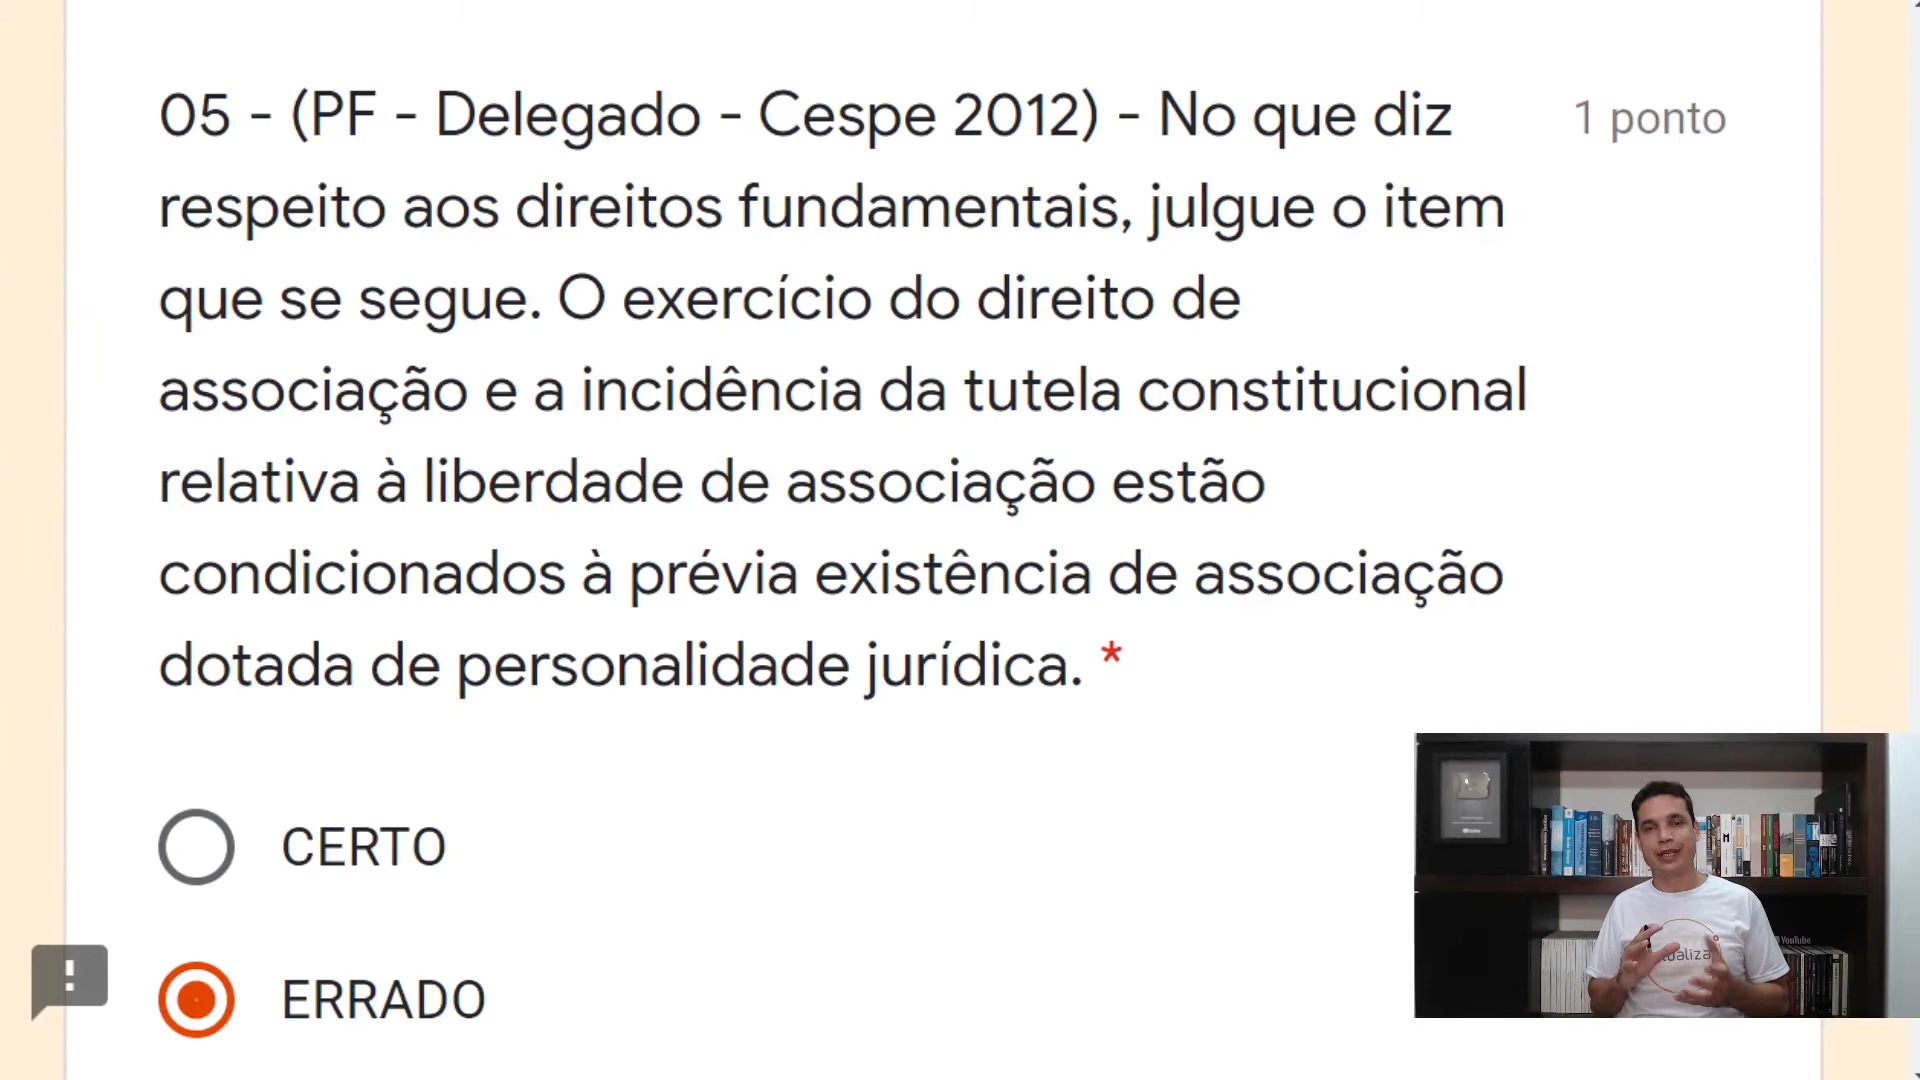 05 - (PF - Delegado - Cespe 2012) - No que diz
1 ponto
respeito aos direitos fundamentais, julgue o item
que se segue. O exercício do direito de
associação e a incidência da tutela constitucional
relativa à liberdade de associação estão
condicionados à prévia existência de associação
dotada de personalidade jurídica. *
CERTO
ERRADO
YouTube